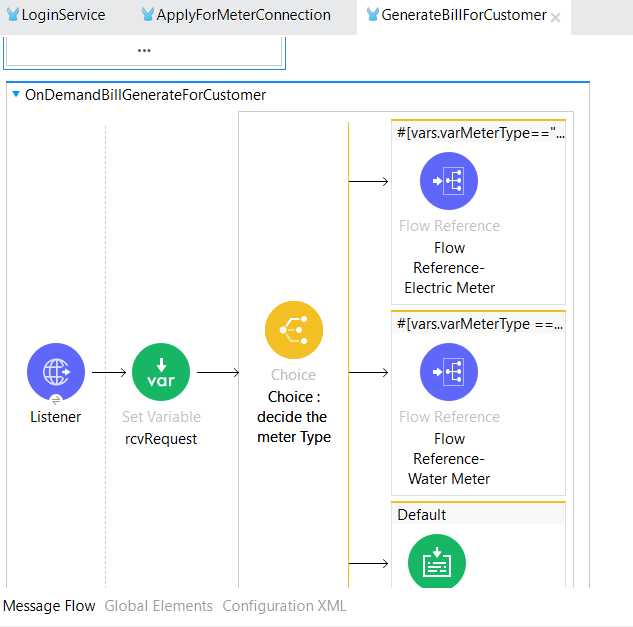 LoginService
ApplyForMeterConnection
GenerateBillForCustomer
...
OnDemandBillGenerateForCustomer
#[vars.varMeterType=="...
Flow Reference
Flow
Reference-
Electric Meter
#[vars.varMeterType ==...
Flow Reference
Flow
Reference-
Water Meter
Default
Choice
Choice :
decide the
meter Type
Listener
var
Set Variable
rcvRequest
Message Flow
Global Elements
Configuration XML